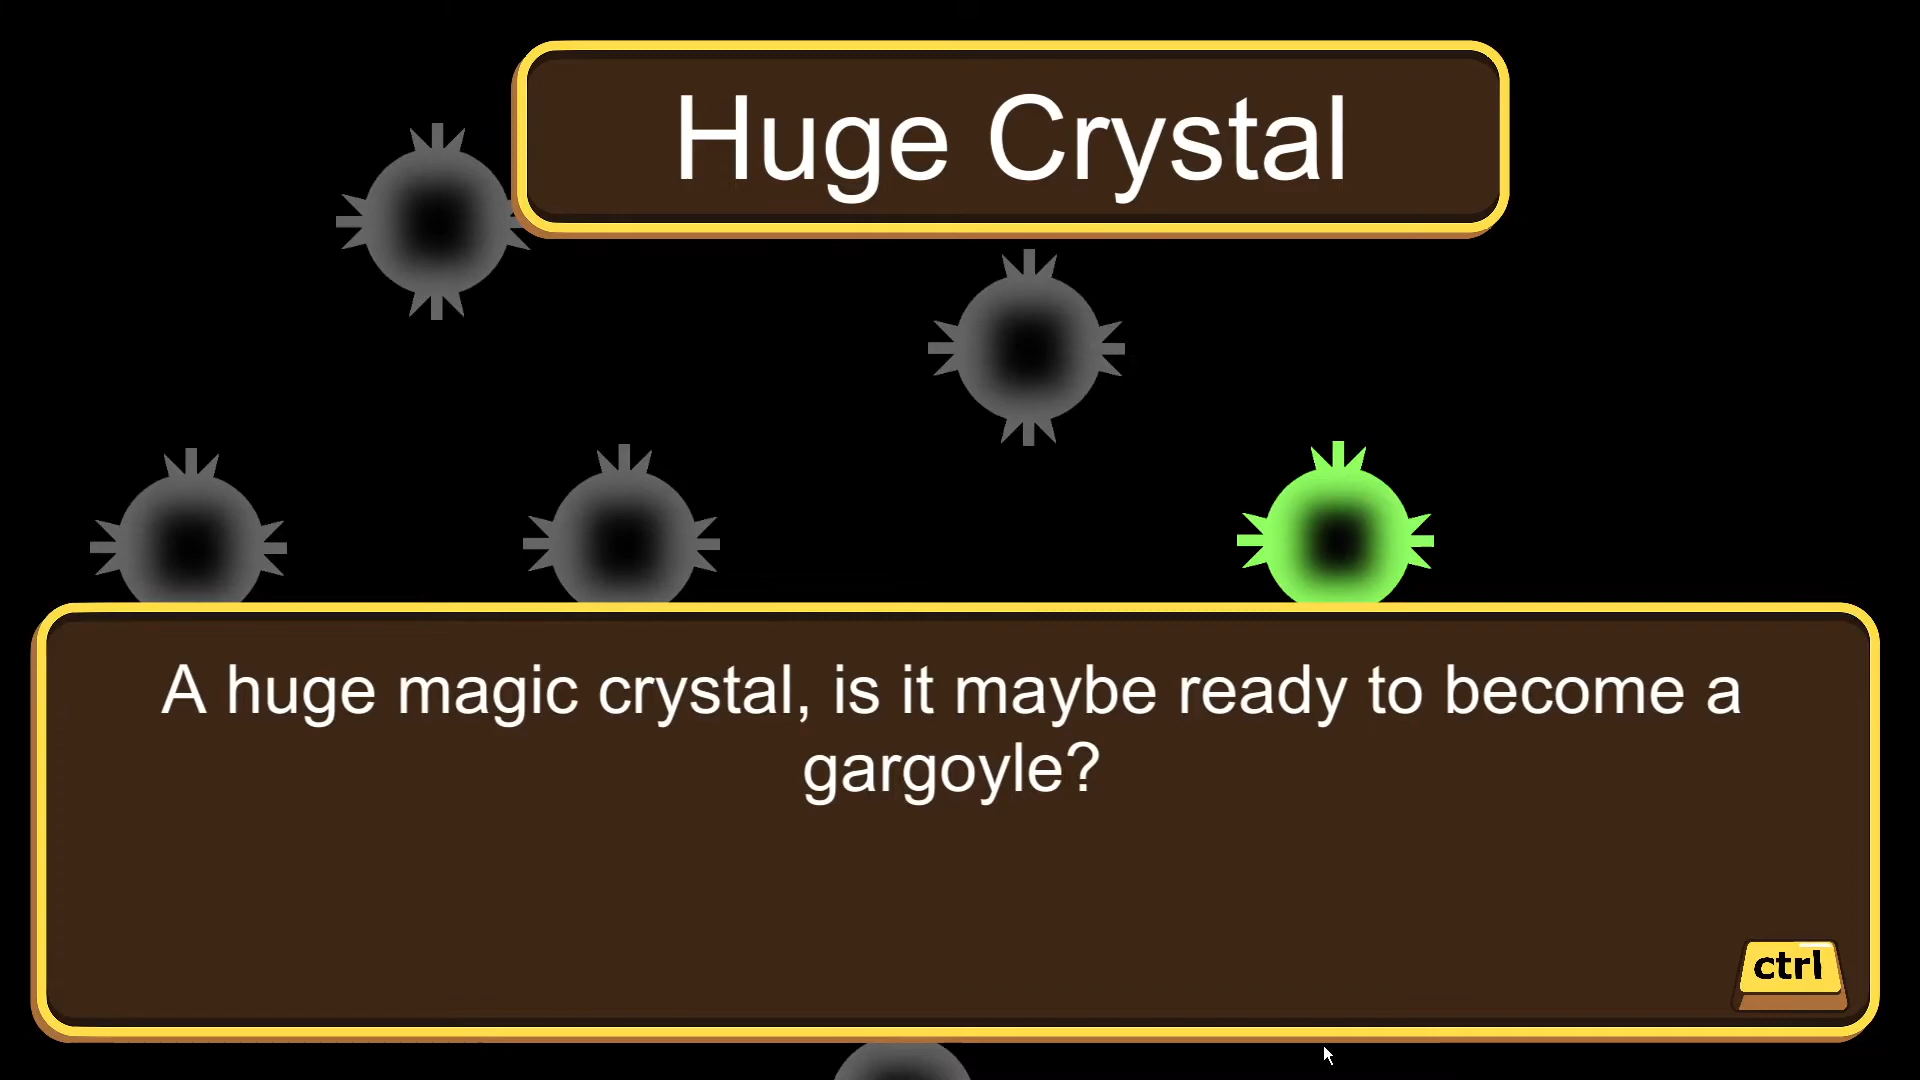 Huge Crystal
A huge magic crystal, is it maybe ready to become a
gargoyle?
ctrl